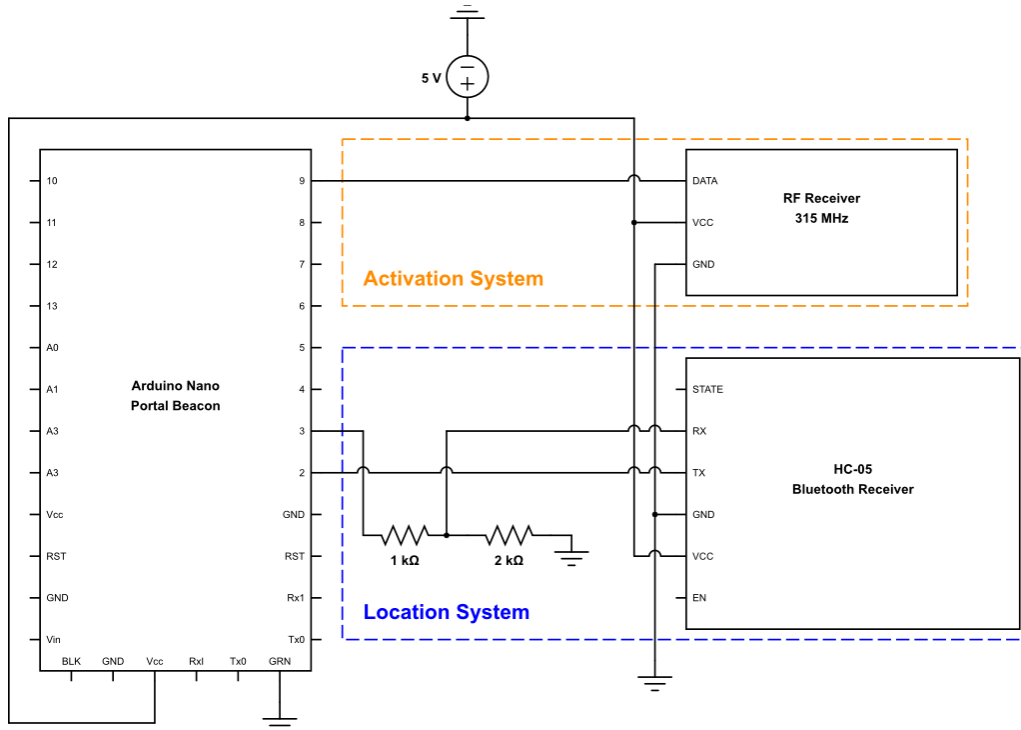 5 V
10
11
12
13
A0
A1
A3
A3
Vcc
RST
GND
Vin
Arduino Nano
Portal Beacon
9
8
7
6
5
4
3
2
GND
RST
Rx1
Tx0
BLK
GND
Vcc
RxI
Tx0
GRN
Activation System
DATA
VCC
GND
RF Receiver
315 MHz
1 kΩ
2 kΩ
Location System
STATE
RX
TX
GND
VCC
EN
HC-05
Bluetooth Receiver